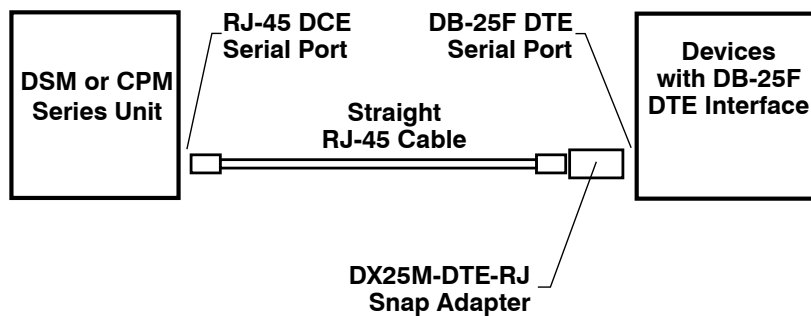 RJ-45 DCE
Serial Port
DB-25F DTE
Serial Port
DSM or CPM
Series Unit
Devices
with DB-25F
DTE Interface
Straight
RJ-45 Cable
DX25M-DTE-RJ
Snap Adapter